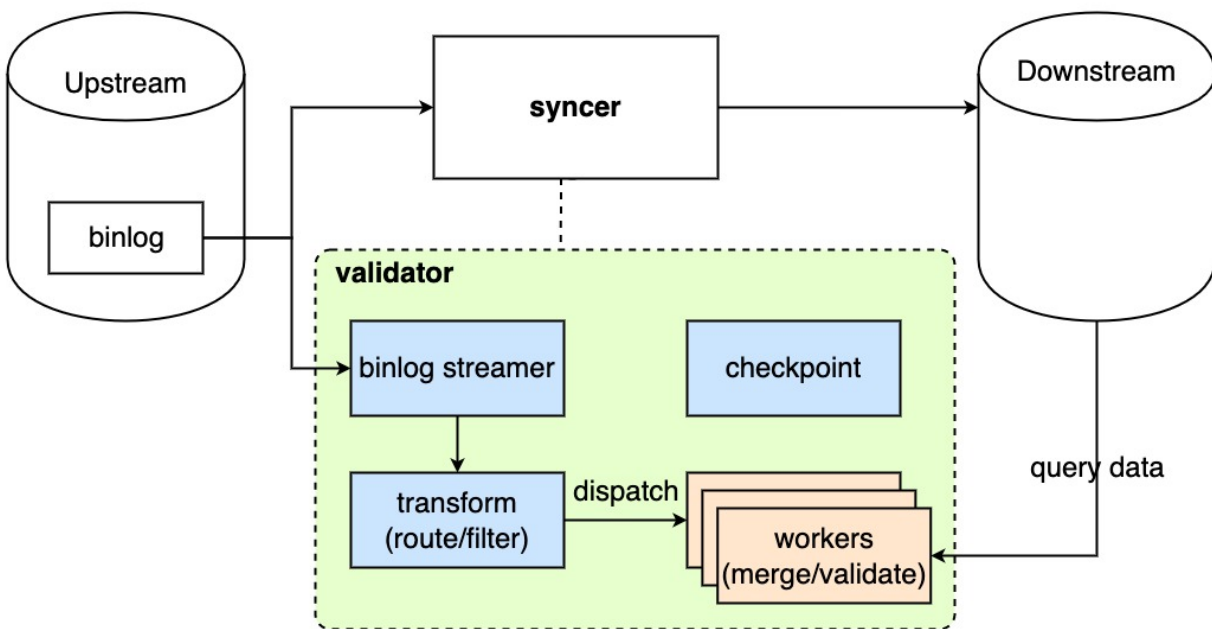 Upstream
syncer
Downstream
binlog
validator
binlog streamer
checkpoint
transform
(route/filter)
dispatch
workers
(merge/validate)
query data